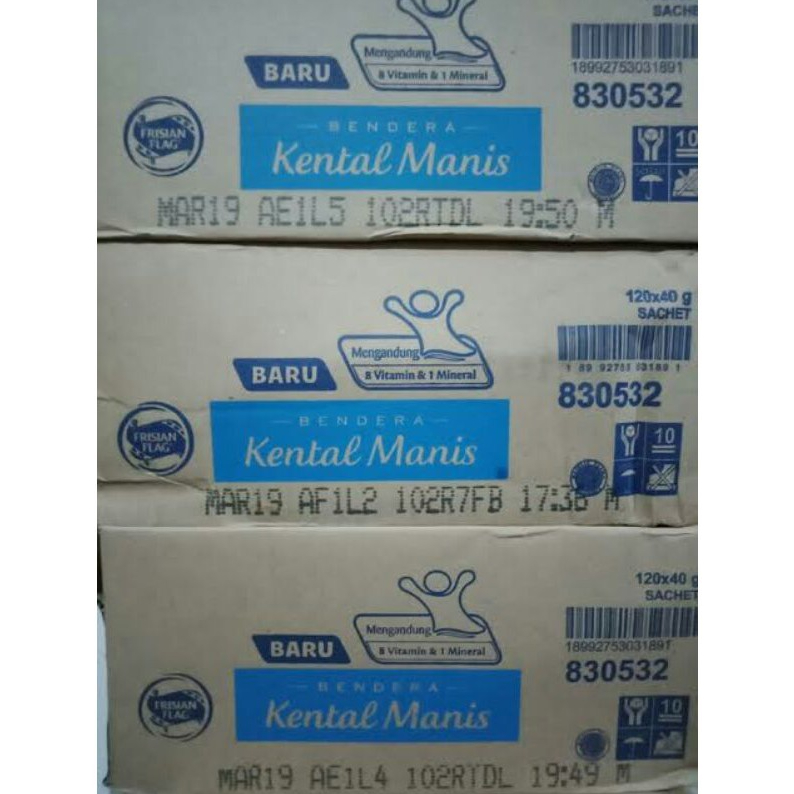 SACHE
Mengandung
8 Vitamin & 1 Mineral
BARU
18992753031891
830532
FRISIAN FLAG
BENDERA
Kental Manis
10
MAR19 AE1L5 102RTDL 19:50 M
120x40 g
SACHET
Mengandung
8 Vitamin & 1 Mineral
BARU
830532
FRISIAN FLAG
BENDERA
Kental Manis
10
MAR19 AF1L2 102R7FB 17:36 M
120x40 g
SACHET
Mengandung
8 Vitamin & 1 Mineral
BARU
18992753031891
830532
FRISIAN FLAG
BENDERA
Kental Manis
10
MAR19 AE1L4 102RTDL 19:49 M